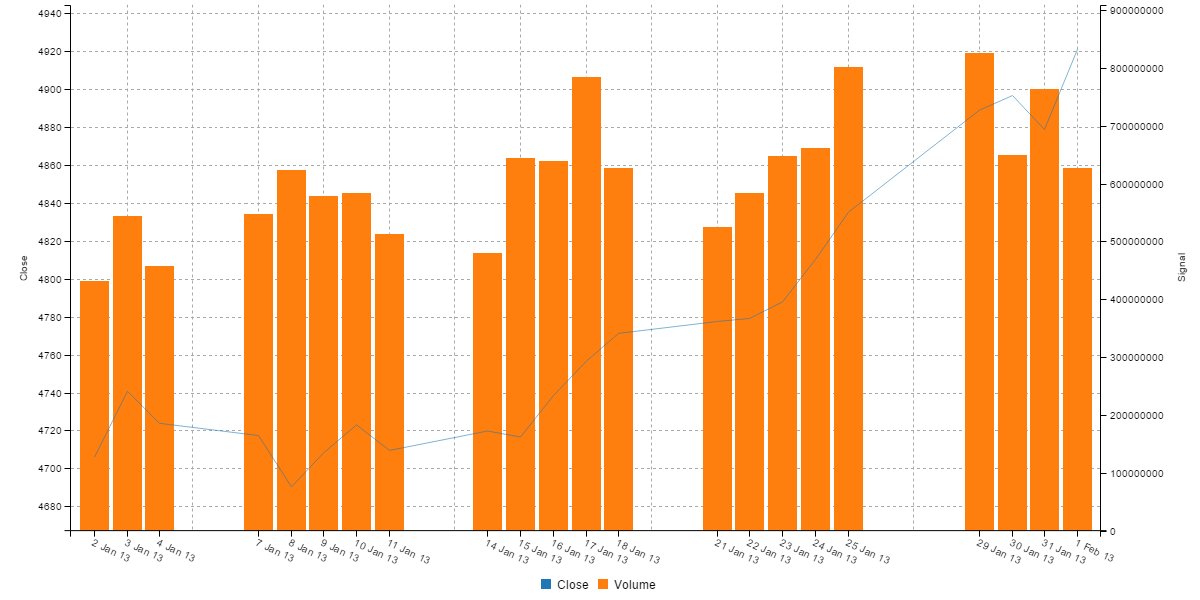 4940
4920
4900
4880
4860
4840
4820
4800
4780
4760
4740
4720
4700
4680
Close
900000000
800000000
700000000
600000000
500000000
400000000
300000000
200000000
100000000
0
Signal
2 Jan 13
3 Jan 13
4 Jan 13
7 Jan 13
8 Jan 13
9 Jan 13
10 Jan 13
11 Jan 13
14 Jan 13
15 Jan 13
16 Jan 13
17 Jan 13
18 Jan 13
21 Jan 13
22 Jan 13
23 Jan 13
24 Jan 13
25 Jan 13
29 Jan 13
30 Jan 13
31 Jan 13
1 Feb 13
Close Volume